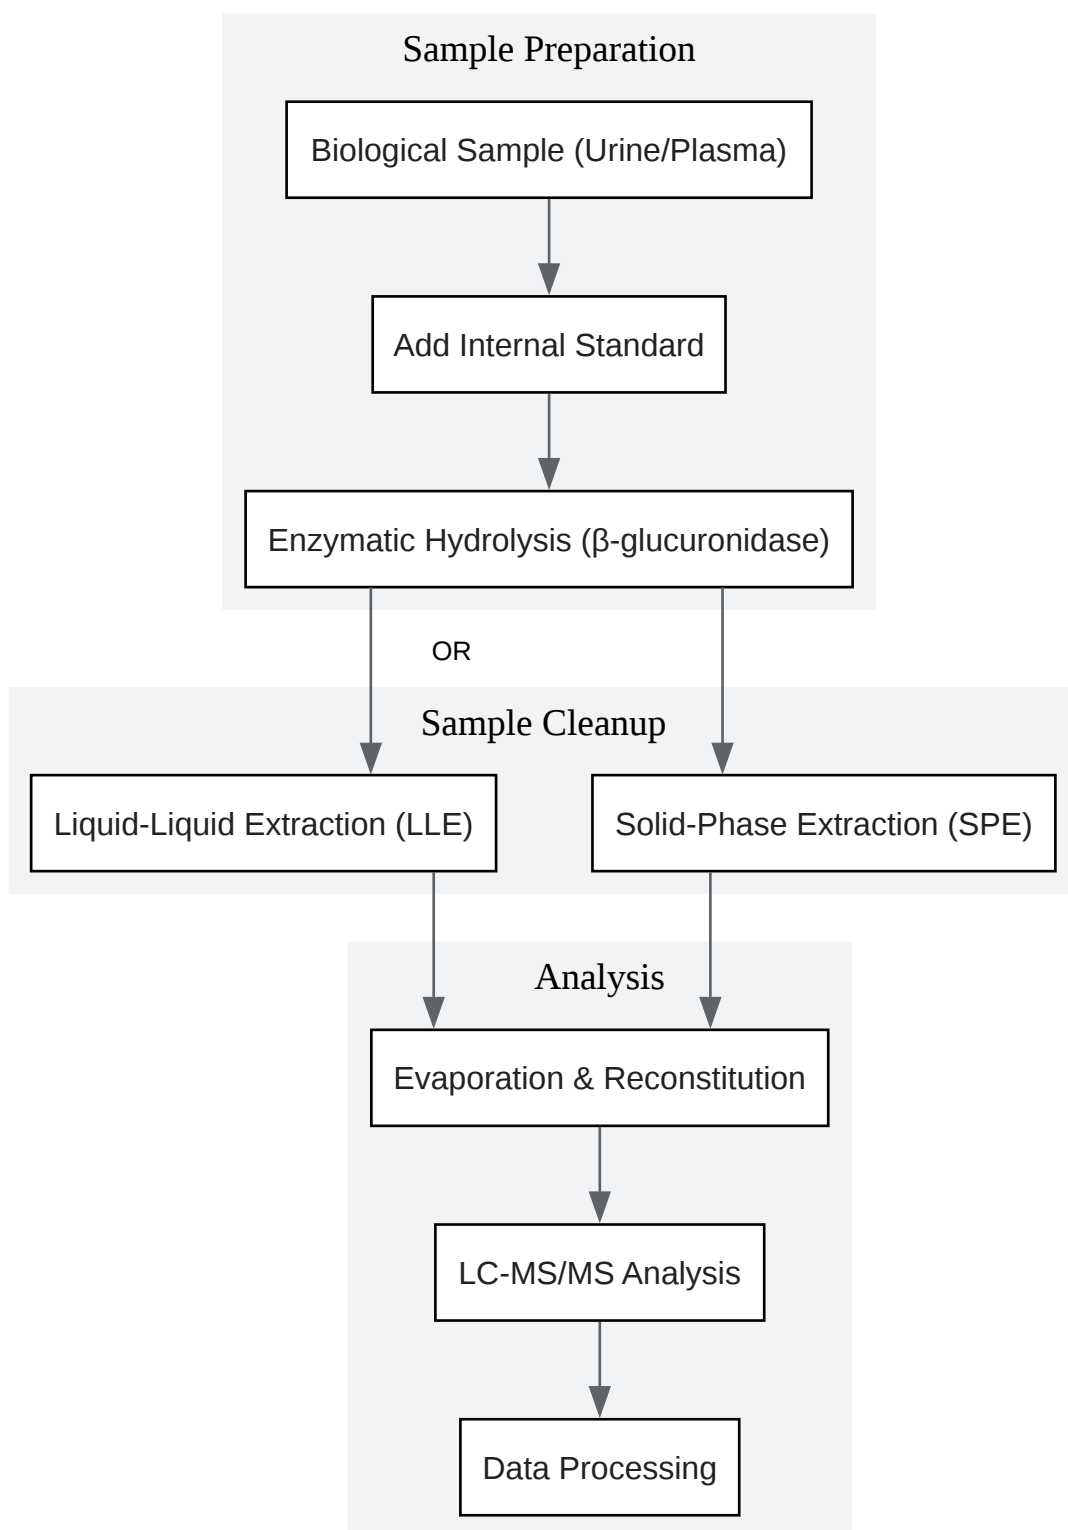 Sample Preparation
Biological Sample (Urine/Plasma)
Add Internal Standard
Enzymatic Hydrolysis (β-glucuronidase)
OR
Sample Cleanup
Liquid-Liquid Extraction (LLE)
Solid-Phase Extraction (SPE)
Analysis
Evaporation & Reconstitution
LC-MS/MS Analysis
Data Processing